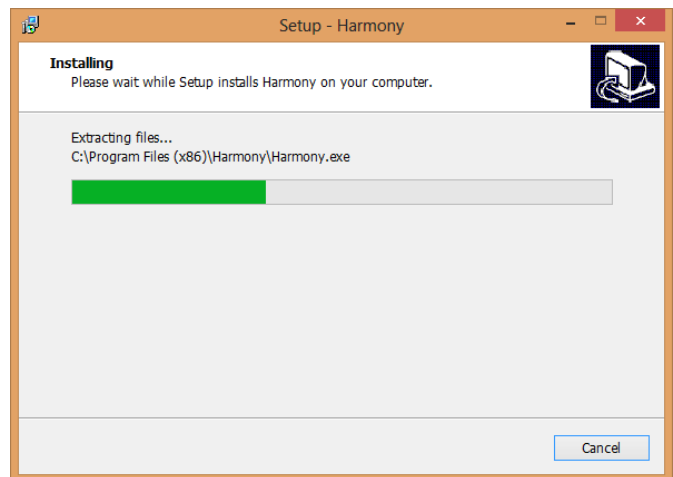 Setup - Harmony
Installing
Please wait while Setup installs Harmony on your computer.
Extracting files...
C:\Program Files (x86)\Harmony\Harmony.exe
Cancel